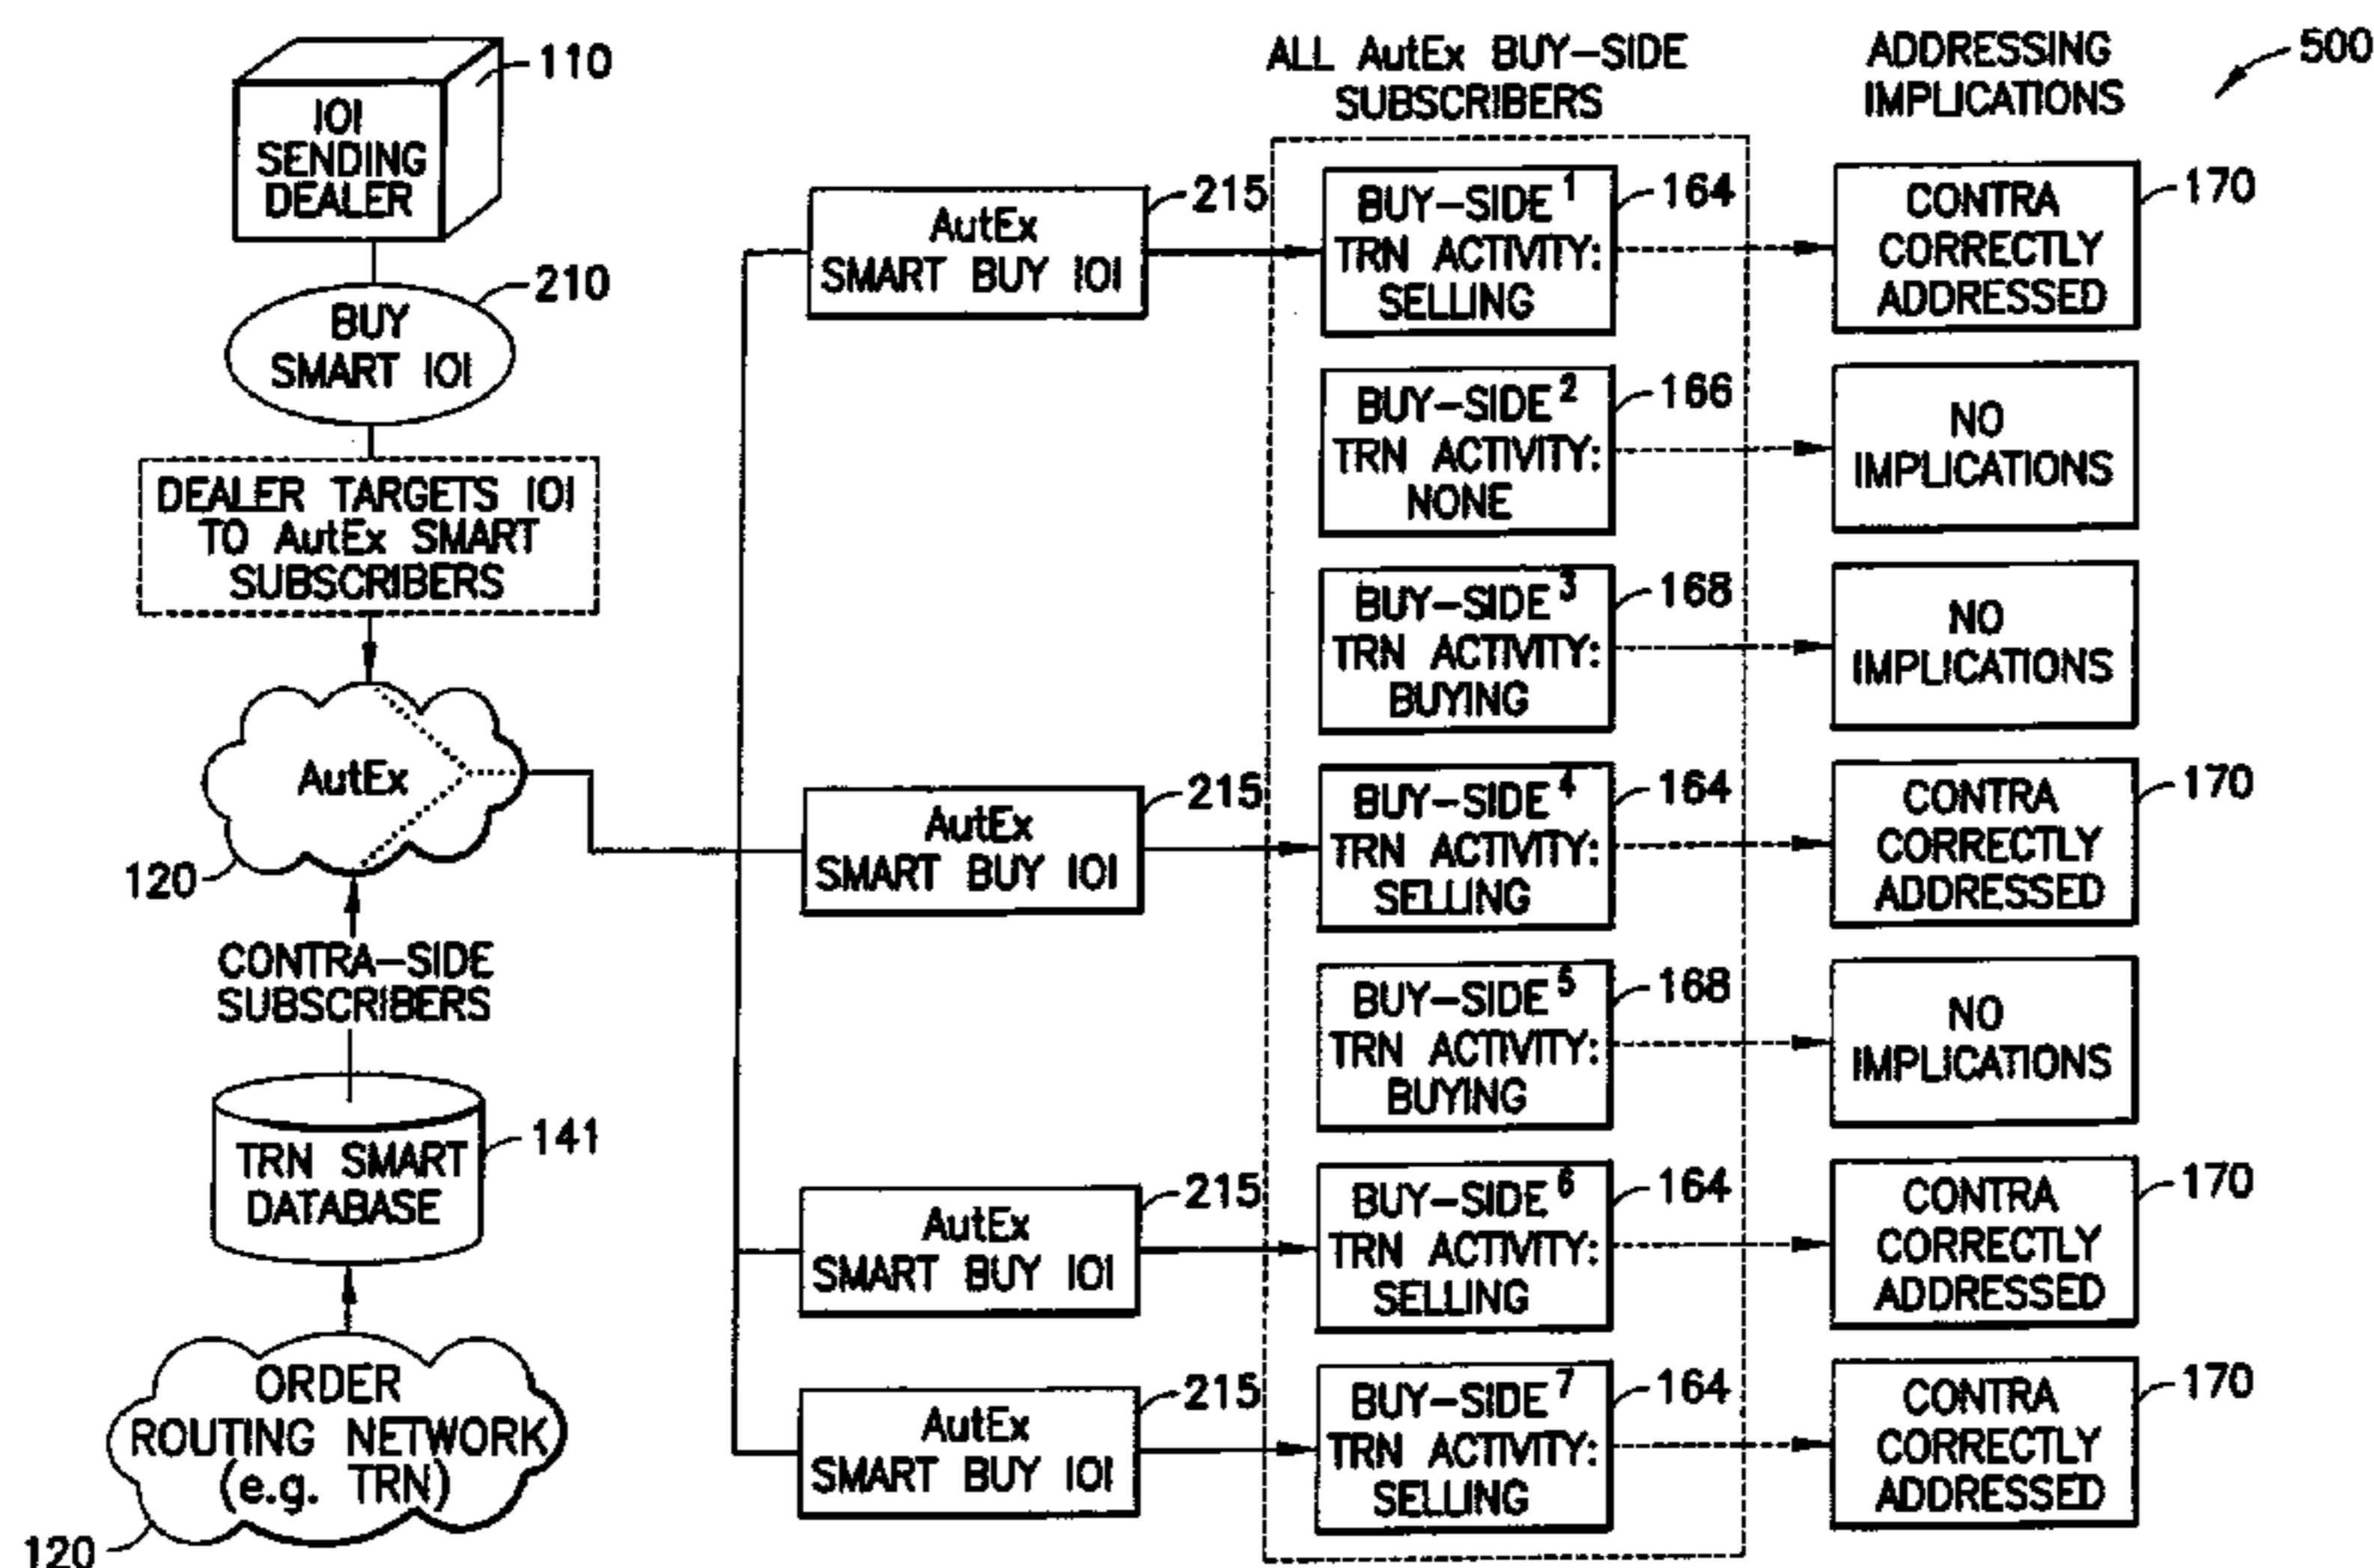 110
IOI
SENDING
DEALER
210
BUY
SMART IOI
DEALER TARGETS IOI
TO AutEx SMART
SUBSCRIBERS
AutEx
120
CONTRA-SIDE
SUBSCRIBERS
141
TRN SMART
DATABASE
ORDER
ROUTING NETWORK
(e.g. TRN)
120
215
AutEx
SMART BUY IOI
215
AutEx
SMART BUY IOI
215
AutEx
SMART BUY IOI
215
AutEx
SMART BUY IOI
ALL AutEx BUY-SIDE
SUBSCRIBERS
BUY-SIDE 1
TRN ACTIVITY:
SELLING
164
BUY-SIDE 2
TRN ACTIVITY:
NONE
166
BUY-SIDE 3
TRN ACTIVITY:
BUYING
168
BUY-SIDE 4
TRN ACTIVITY:
SELLING
164
BUY-SIDE 5
TRN ACTIVITY:
BUYING
168
BUY-SIDE 6
TRN ACTIVITY:
SELLING
164
BUY-SIDE 7
TRN ACTIVITY:
SELLING
164
ADDRESSING
IMPLICATIONS
500
CONTRA
CORRECTLY
ADDRESSED
170
NO
IMPLICATIONS
NO
IMPLICATIONS
CONTRA
CORRECTLY
ADDRESSED
170
NO
IMPLICATIONS
CONTRA
CORRECTLY
ADDRESSED
170
CONTRA
CORRECTLY
ADDRESSED
170